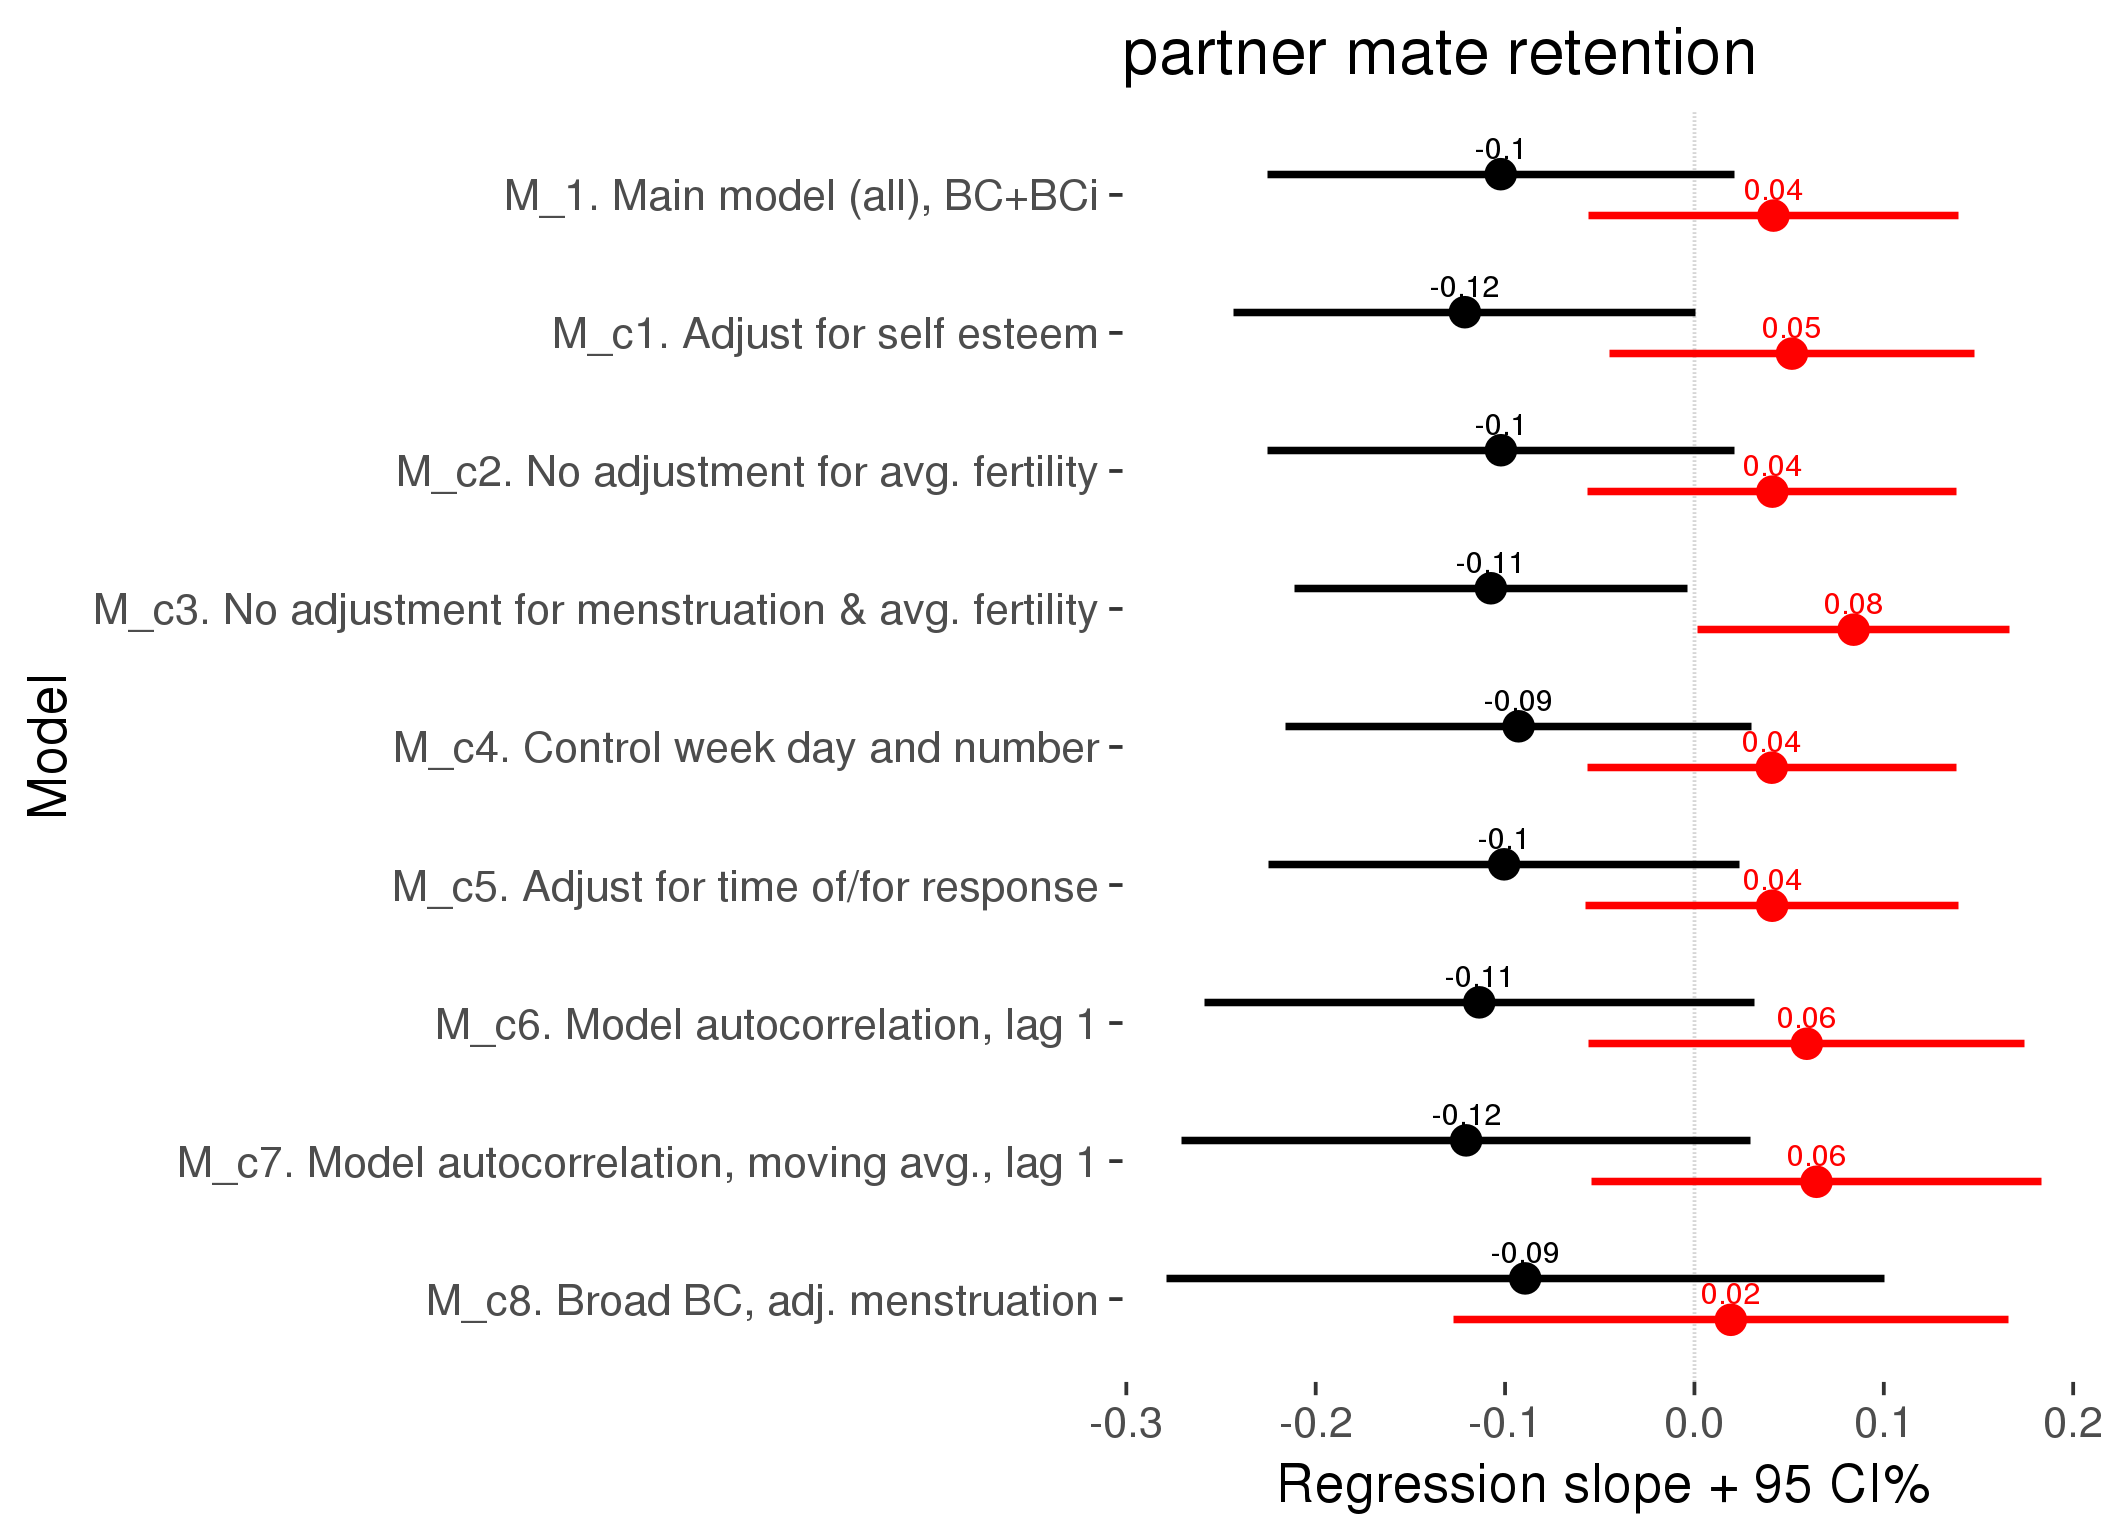 partner mate retention
M_1. Main model (all), BC+BCi
-0.1
0.04
M_c1. Adjust for self esteem
-0.12
0.05
M_c2. No adjustment for avg. fertility
-0.1
0.04
M_c3. No adjustment for menstruation & avg. fertility
-0.11
0.08
M_c4. Control week day and number
-0.09
0.04
M_c5. Adjust for time of/for response
-0.1
0.04
M_c6. Model autocorrelation, lag 1
-0.11
0.06
M_c7. Model autocorrelation, moving avg., lag 1
-0.12
0.06
M_c8. Broad BC, adj. menstruation
-0.09
0.02
Model
-0.3 -0.2 -0.1 0.0 0.1 0.2
Regression slope + 95 CI%